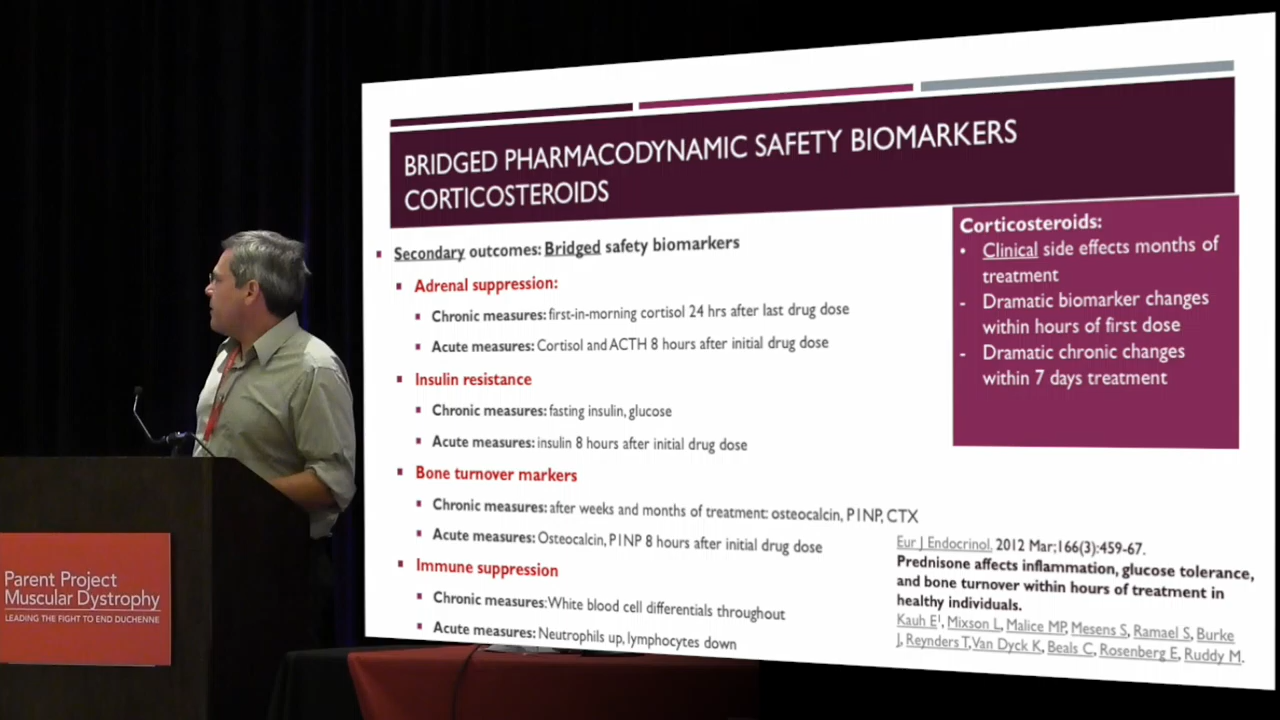 BRIDGED PHARMACODYNAMIC SAFETY BIOMARKERS
CORTICOSTEROIDS
Secondary outcomes: Bridged safety biomarkers
Adrenal suppression:
Chronic measures: first-in-morning cortisol 24 hrs after last drug dose
Acute measures: Cortisol and ACTH 8 hours after initial drug dose
Insulin resistance
Chronic measures: fasting insulin, glucose
Acute measures: insulin 8 hours after initial drug dose
Bone turnover markers
Chronic measures: after weeks and months of treatment: osteocalcin, P1NP, CTX
Acute measures: Osteocalcin, P1NP 8 hours after initial drug dose
Immune suppression
Chronic measures: White blood cell differentials throughout
Acute measures: Neutrophils up, lymphocytes down
Corticosteroids:
• Clinical side effects months of
treatment
- Dramatic biomarker changes
within hours of first dose
- Dramatic chronic changes
within 7 days treatment
Eur J Endocrinol. 2012 Mar;166(3):459-67.
Prednisone affects inflammation, glucose tolerance,
and bone turnover within hours of treatment in
healthy individuals.
Kauh E¹, Mixson L, Malice MP, Mesens S, Ramael S, Burke
J, Reynders T, Van Dyck K, Beals C, Rosenberg E, Ruddy M.
Parent Project
Muscular Dystrophy
LEADING THE FIGHT TO END DUCHENNE